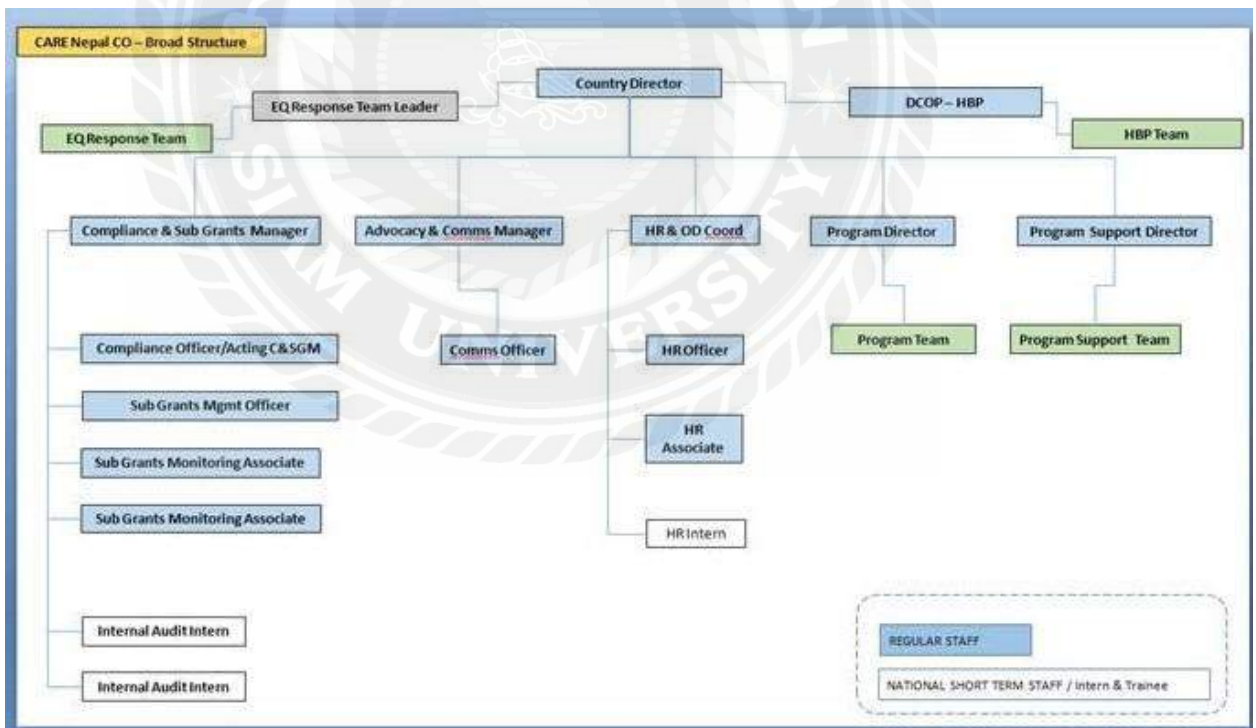 CARE Nepal CO – Broad Structure
Country Director
EQ Response Team Leader
DCOP – HBP
EQ Response Team
HBP Team
Compliance & Sub Grants Manager
Advocacy & Comms Manager
HR & OD Coord
Program Director
Program Support Director
Compliance Officer/Acting C&SGM
Comms Officer
HR Officer
Program Team
Program Support Team
Sub Grants Mgmt Officer
HR
Associate
Sub Grants Monitoring Associate
Sub Grants Monitoring Associate
HR Intern
Internal Audit Intern
Internal Audit Intern
REGULAR STAFF
NATIONAL SHORT TERM STAFF / Intern & Trainee
SIAM UNIVERSITY